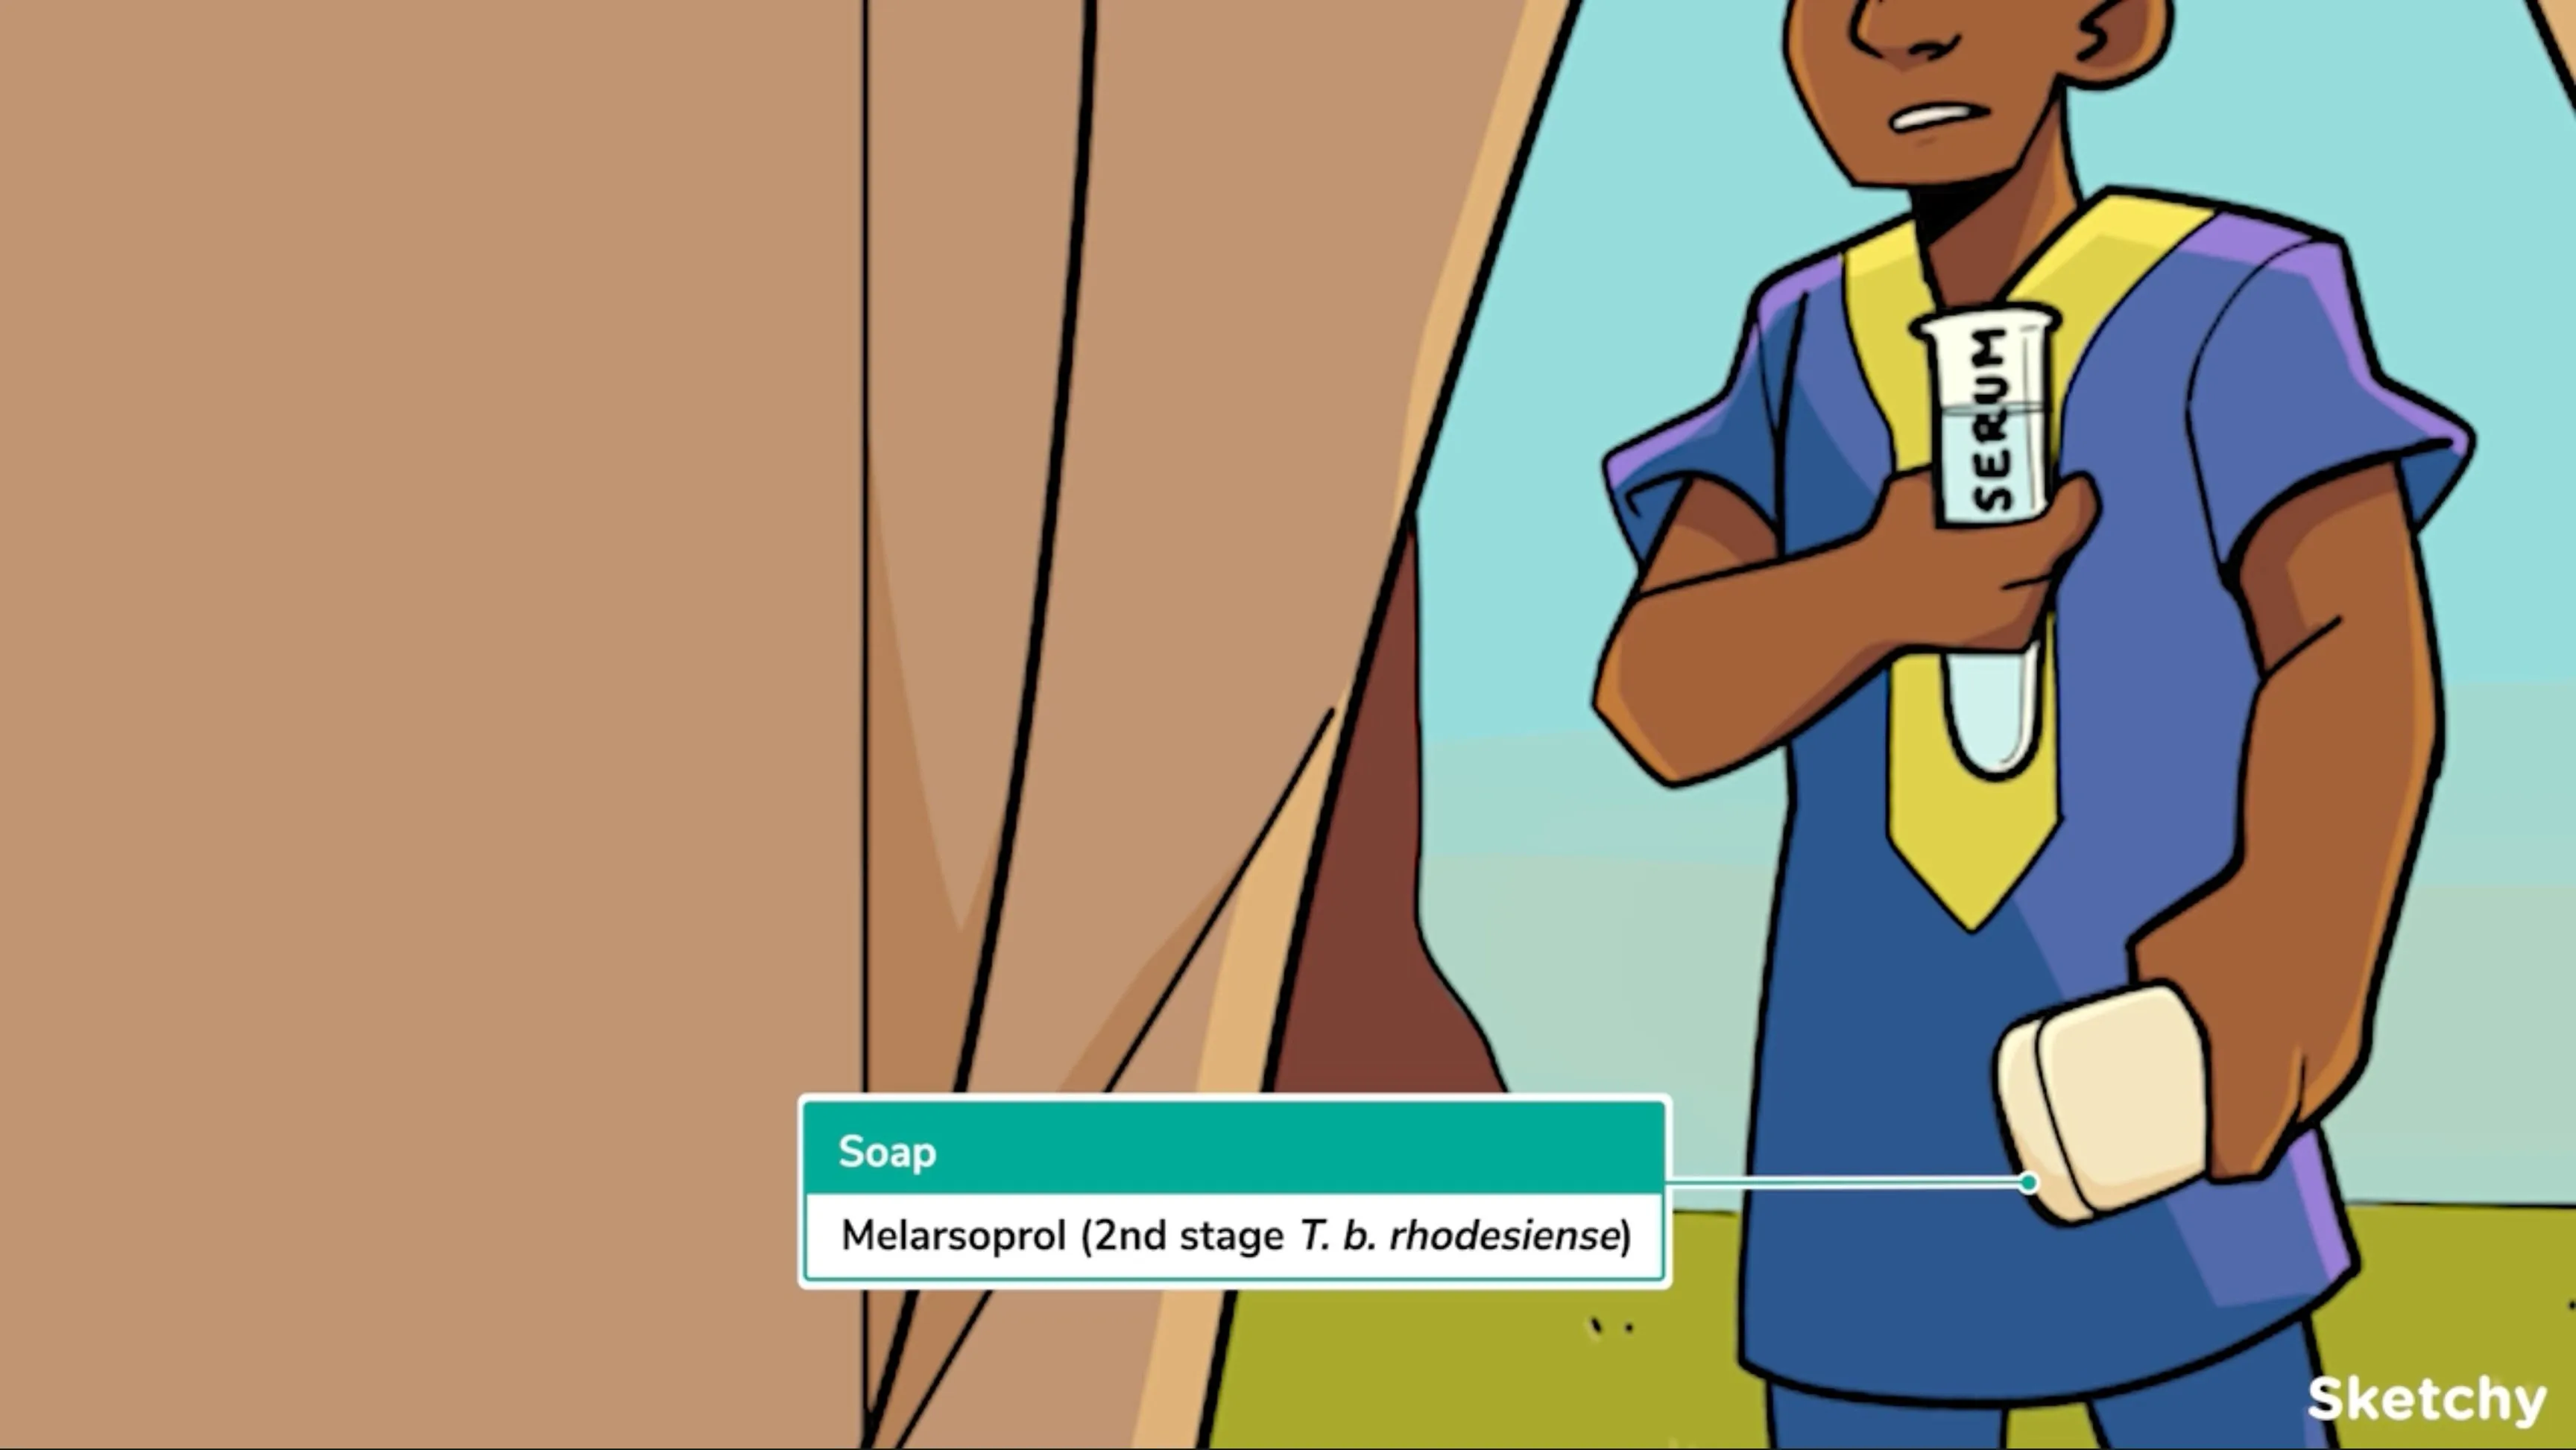 SERUM
Soap
Melarsoprol (2nd stage T. b. rhodesiense)
Sketchy